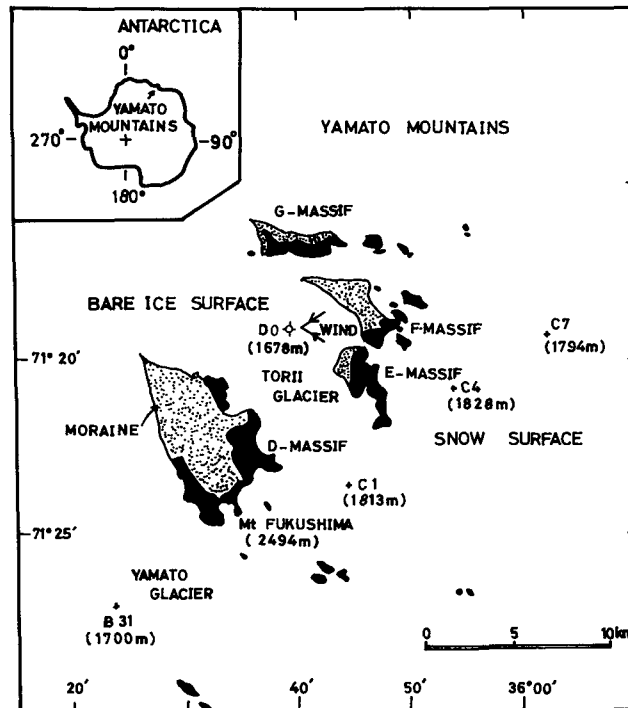 ANTARCTICA
0°
YAMATO
MOUNTAINS
270°
90°
180°
YAMATO MOUNTAINS
G-MASSIF
BARE ICE SURFACE
D0
WIND
(1678m)
F-MASSIF
C7
(1794m)
71°20′
TORII
GLACIER
E-MASSIF
C4
(1828m)
MORAINE
D-MASSIF
SNOW SURFACE
C1
(1813m)
71°25′
Mt FUKUSHIMA
(2494m)
YAMATO
GLACIER
B31
(1700m)
0 5 10km
20′ 40′ 50′ 36°00′